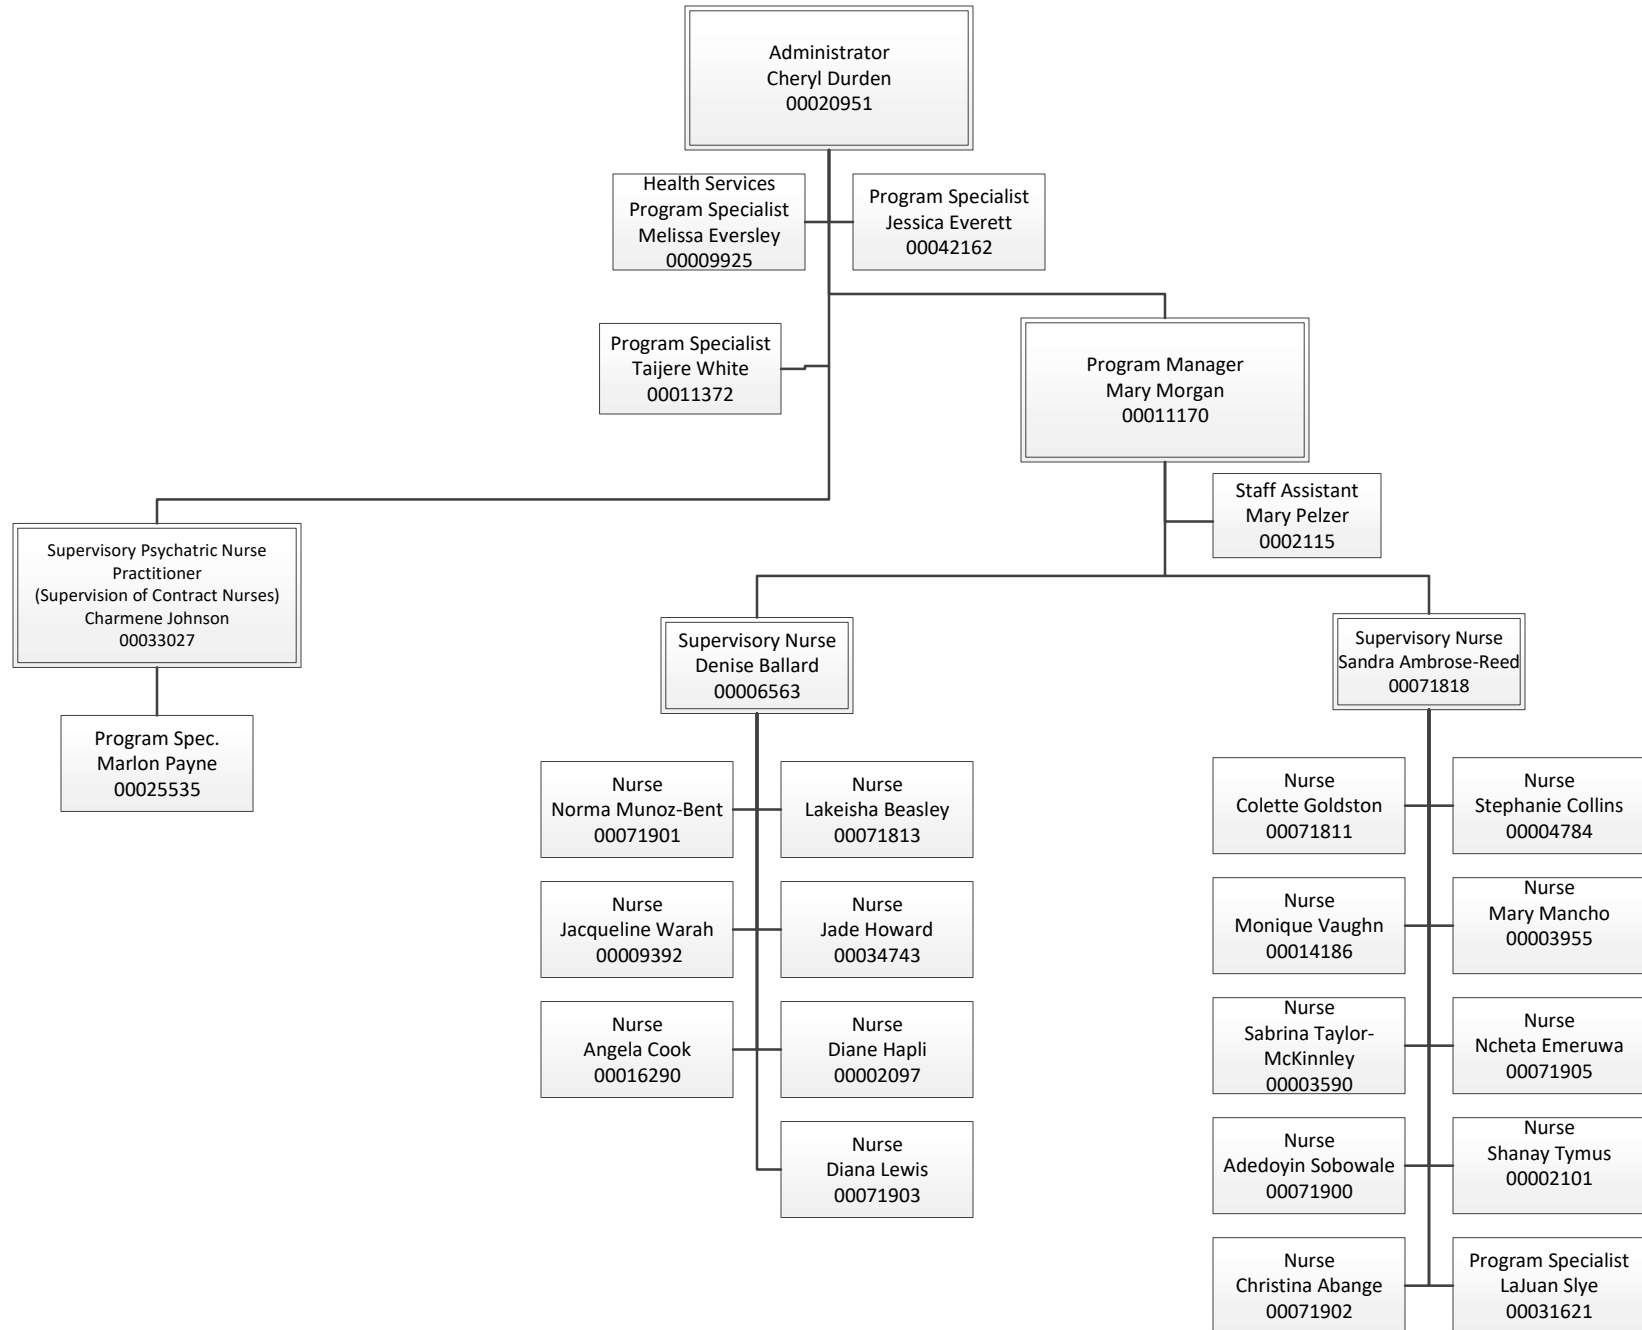 Administrator
Cheryl Durden
00020951
Health Services
Program Specialist
Melissa Eversley
00009925
Program Specialist
Jessica Everett
00042162
Program Specialist
Taijere White
00011372
Program Manager
Mary Morgan
00011170
Staff Assistant
Mary Pelzer
0002115
Supervisory Psychatric Nurse
Practitioner
(Supervision of Contract Nurses)
Charmene Johnson
00033027
Program Spec.
Marlon Payne
00025535
Supervisory Nurse
Denise Ballard
00006563
Supervisory Nurse
Sandra Ambrose-Reed
00071818
Nurse
Norma Munoz-Bent
00071901
Nurse
Lakeisha Beasley
00071813
Nurse
Jacqueline Warah
00009392
Nurse
Jade Howard
00034743
Nurse
Angela Cook
00016290
Nurse
Diane Hapli
00002097
Nurse
Diana Lewis
00071903
Nurse
Colette Goldston
00071811
Nurse
Stephanie Collins
00004784
Nurse
Monique Vaughn
00014186
Nurse
Mary Mancho
00003955
Nurse
Sabrina Taylor-
McKinnley
00003590
Nurse
Ncheta Emeruwa
00071905
Nurse
Adedoyin Sobowale
00071900
Nurse
Shanay Tymus
00002101
Nurse
Christina Abange
00071902
Program Specialist
LaJuan Slye
00031621